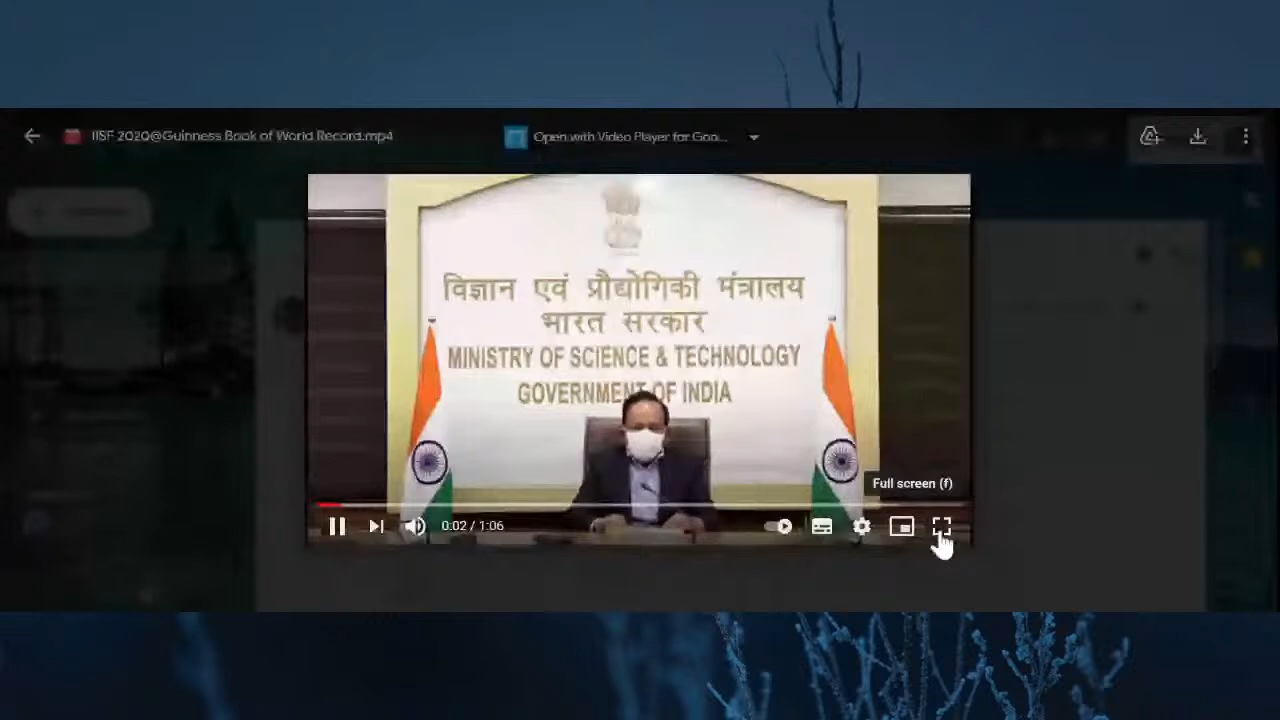 IISF 2020@Guinness Book of World Record.mp4
Open with Video Player for Goo...
विज्ञान एवं प्रौद्योगिकी मंत्रालय
भारत सरकार
MINISTRY OF SCIENCE & TECHNOLOGY
GOVERNMENT OF INDIA
Full screen (f)
0:02 / 1:06